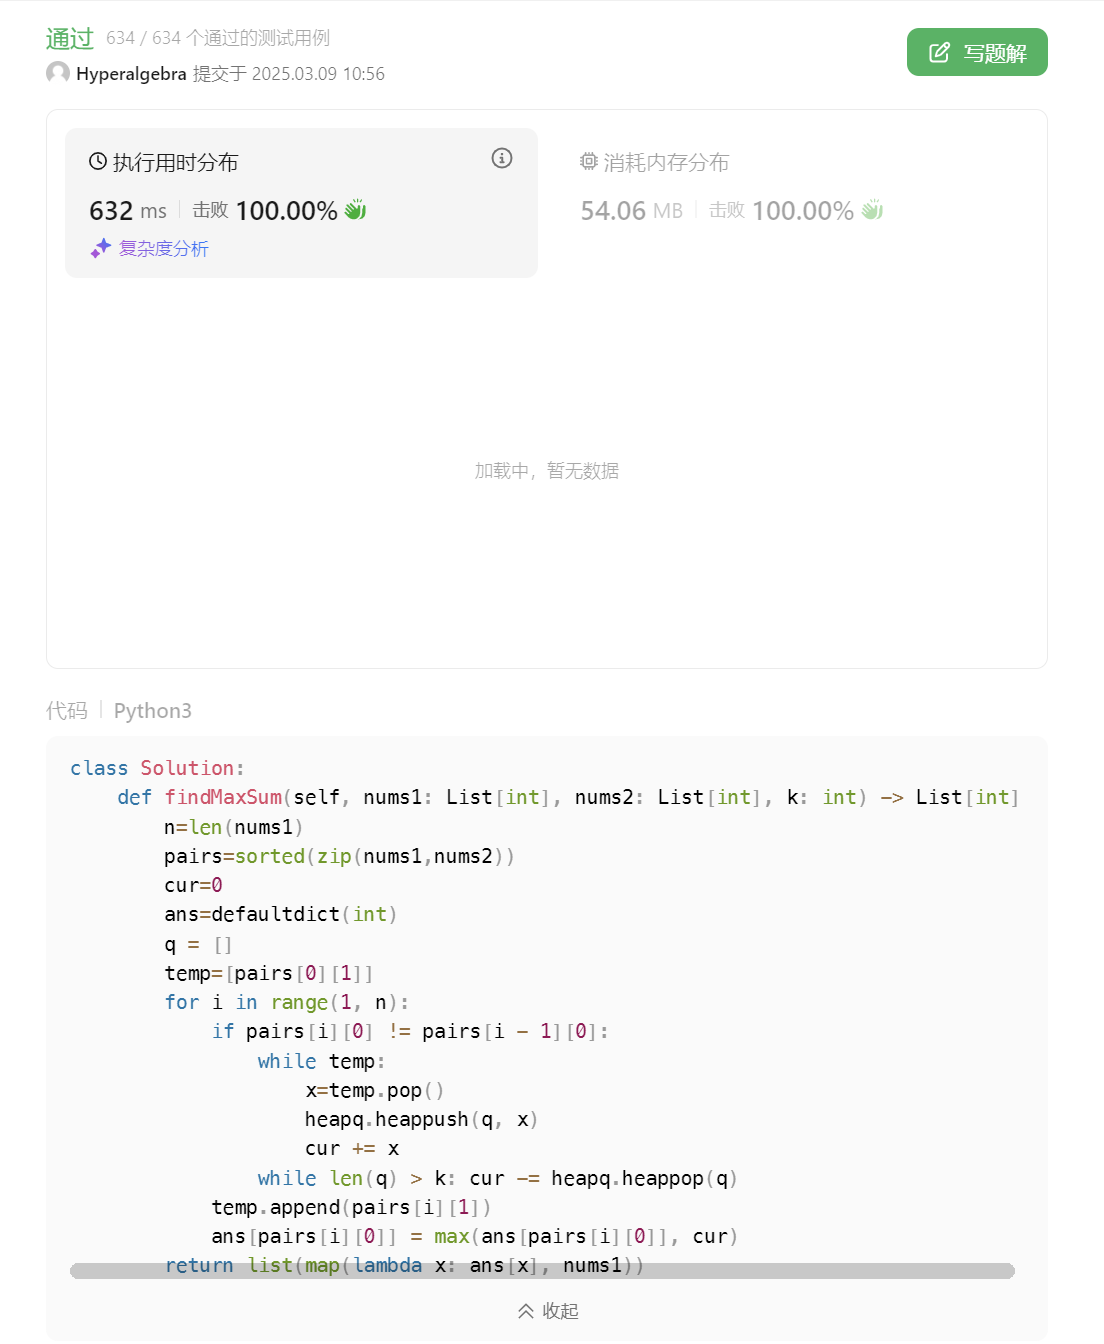 通过 634 / 634 个通过的测试用例
Hyperalgebra 提交于 2025.03.09 10:56
写题解
执行用时分布
632 ms 击败 100.00%
复杂度分析
消耗内存分布
54.06 MB 击败 100.00%
加载中，暂无数据
代码 Python3
class Solution:
    def findMaxSum(self, nums1: List[int], nums2: List[int], k: int) -> List[int]
        n=len(nums1)
        pairs=sorted(zip(nums1,nums2))
        cur=0
        ans=defaultdict(int)
        q = []
        temp=[pairs[0][1]]
        for i in range(1, n):
            if pairs[i][0] != pairs[i - 1][0]:
                while temp:
                    x=temp.pop()
                    heapq.heappush(q, x)
                    cur += x
                while len(q) > k: cur -= heapq.heappop(q)
            temp.append(pairs[i][1])
            ans[pairs[i][0]] = max(ans[pairs[i][0]], cur)
        return list(map(lambda x: ans[x], nums1))
收起